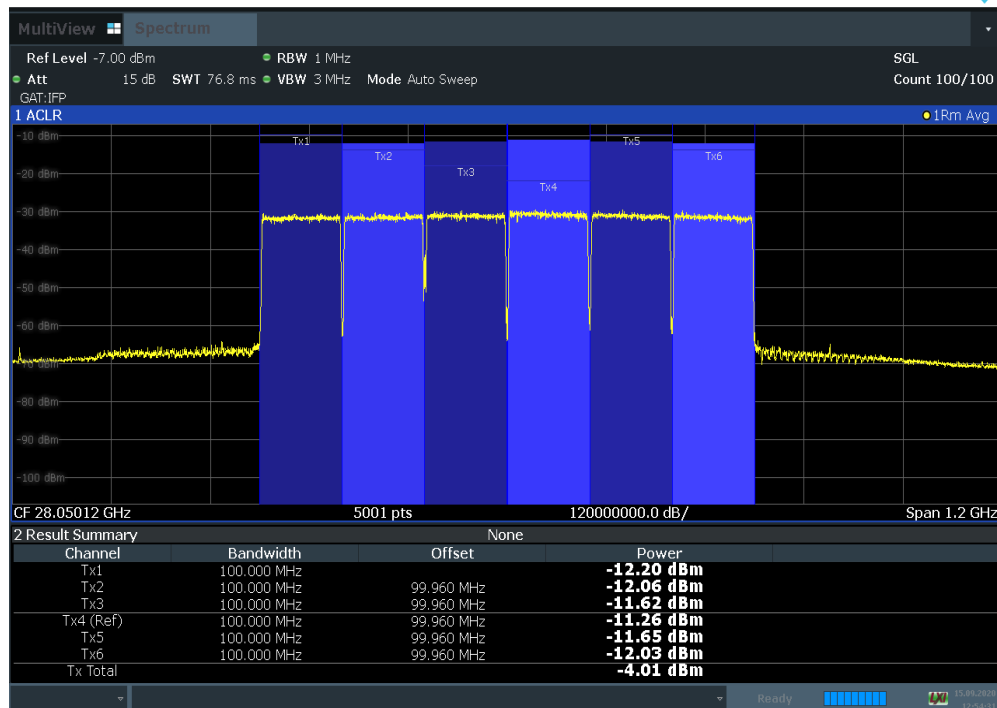 MultiView Spectrum
Ref Level -7.00 dBm RBW 1 MHz SGL
Att 15 dB SWT 76.8 ms VBW 3 MHz Mode Auto Sweep Count 100/100
GAT:IFP
1 ACLR 1Rm Avg
-10 dBm
Tx1 Tx5
Tx2 Tx6
-20 dBm Tx3
Tx4
-30 dBm
-40 dBm
-50 dBm
-60 dBm
-70 dBm
-80 dBm
-90 dBm
-100 dBm
CF 28.05012 GHz 5001 pts 120000000.0 dB/ Span 1.2 GHz
2 Result Summary None
Channel Bandwidth Offset Power
Tx1 100.000 MHz -12.20 dBm
Tx2 100.000 MHz 99.960 MHz -12.06 dBm
Tx3 100.000 MHz 99.960 MHz -11.62 dBm
Tx4 (Ref) 100.000 MHz 99.960 MHz -11.26 dBm
Tx5 100.000 MHz 99.960 MHz -11.65 dBm
Tx6 100.000 MHz 99.960 MHz -12.03 dBm
Tx Total -4.01 dBm
Ready 15.09.2020